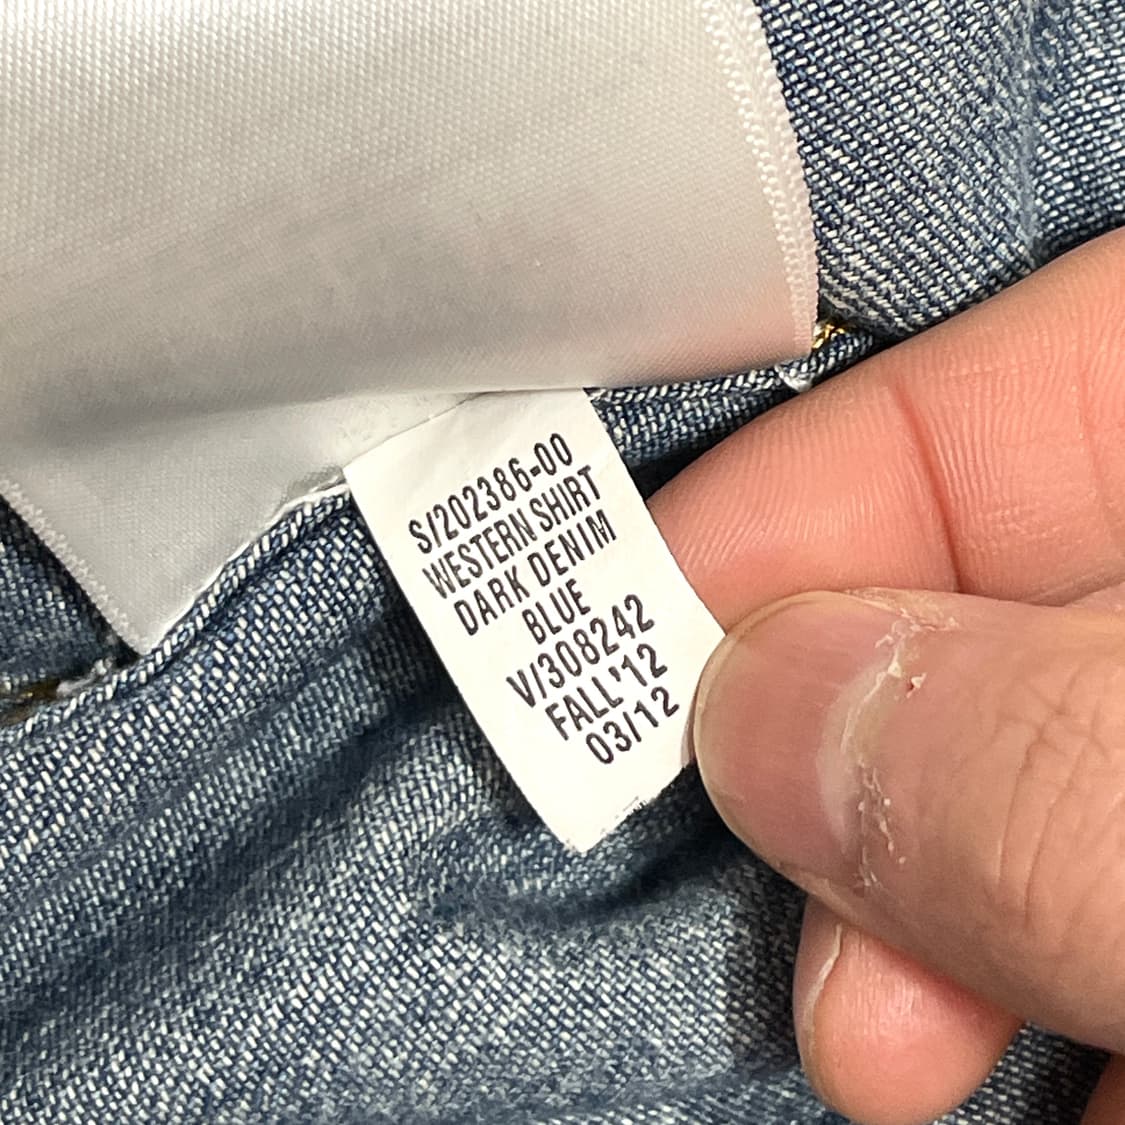 S/202386-00
WESTERN SHIRT
DARK DENIM
BLUE
V/308242
FALL'12
03/12